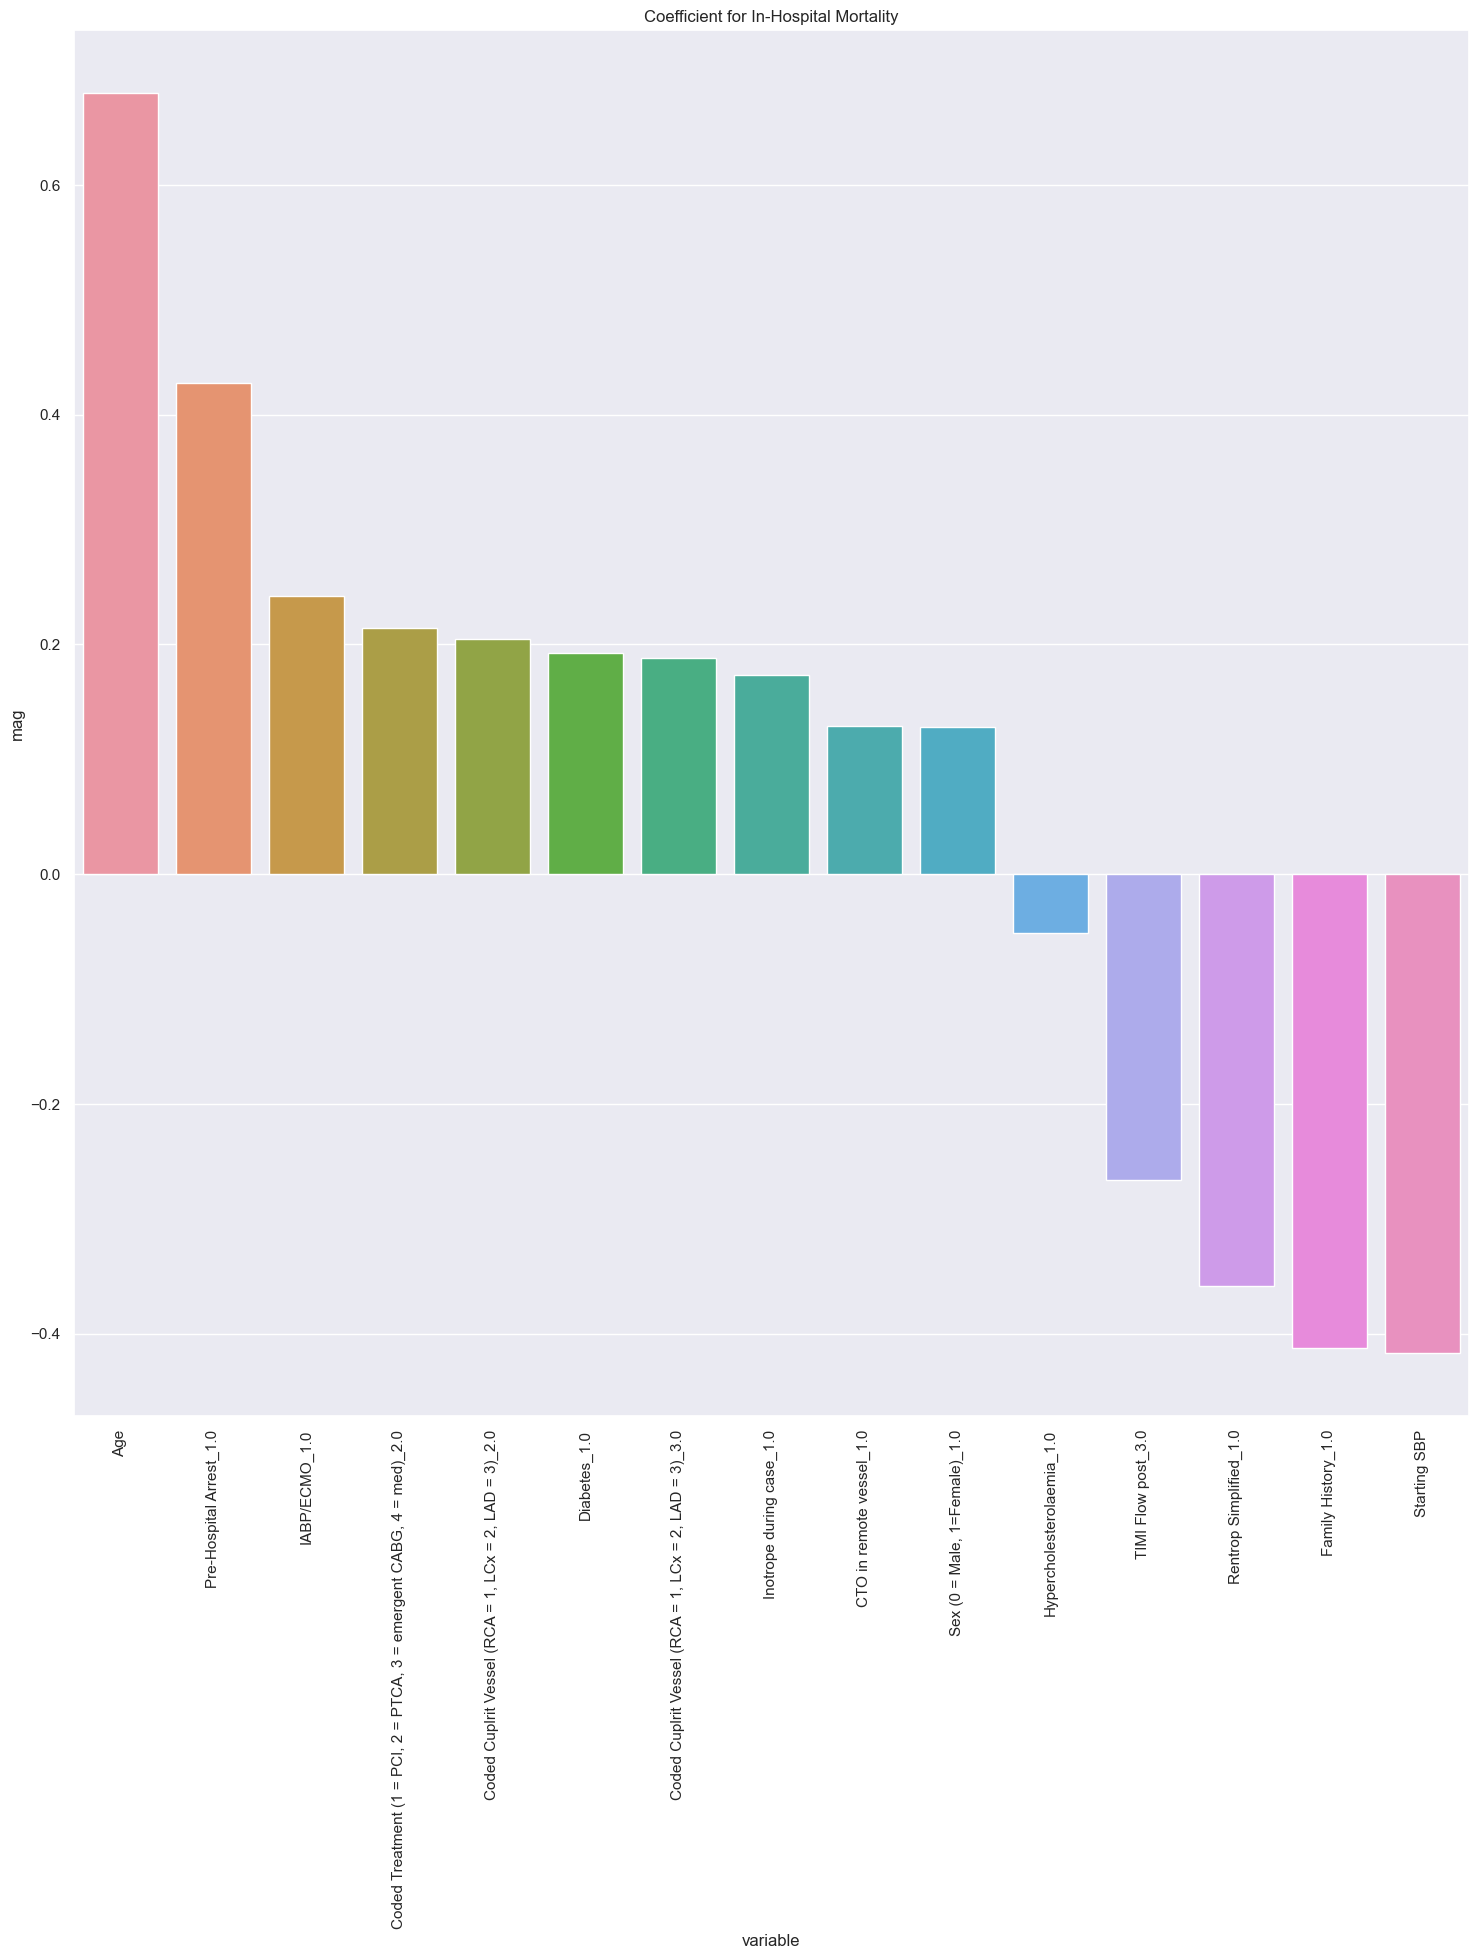 Coefficient for In-Hospital Mortality
mag
0.6
0.4
0.2
0.0
−0.2
−0.4
Age
Pre-Hospital Arrest_1.0
IABP/ECMO_1.0
Coded Treatment (1 = PCI, 2 = PTCA, 3 = emergent CABG, 4 = med)_2.0
Coded Cuplrit Vessel (RCA = 1, LCx = 2, LAD = 3)_2.0
Diabetes_1.0
Coded Cuplrit Vessel (RCA = 1, LCx = 2, LAD = 3)_3.0
Inotrope during case_1.0
CTO in remote vessel_1.0
Sex (0 = Male, 1=Female)_1.0
Hypercholesterolaemia_1.0
TIMI Flow post_3.0
Rentrop Simplified_1.0
Family History_1.0
Starting SBP
variable